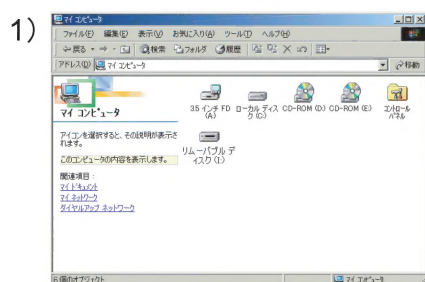 1)
マイ コンピュータ
ファイル(F) 編集(E) 表示(V) お気に入り(A) ツール(T) ヘルプ(H)
戻る 検索 フォルダ 履歴
アドレス(D) マイ コンピュータ 移動
マイ コンピュータ
アイコンを選択すると、その説明が表示さ
れます。
このコンピュータの内容を表示します。
関連項目:
マイ ドキュメント
マイ ネットワーク
ダイヤルアップ ネットワーク
3.5 インチ FD
(A)
ローカル ディス
ク (C)
CD-ROM (D)
CD-ROM (E)
コントロール
パネル
リムーバブル デ
ィスク (I)
6 個のオブジェクト
マイ コンピュータ